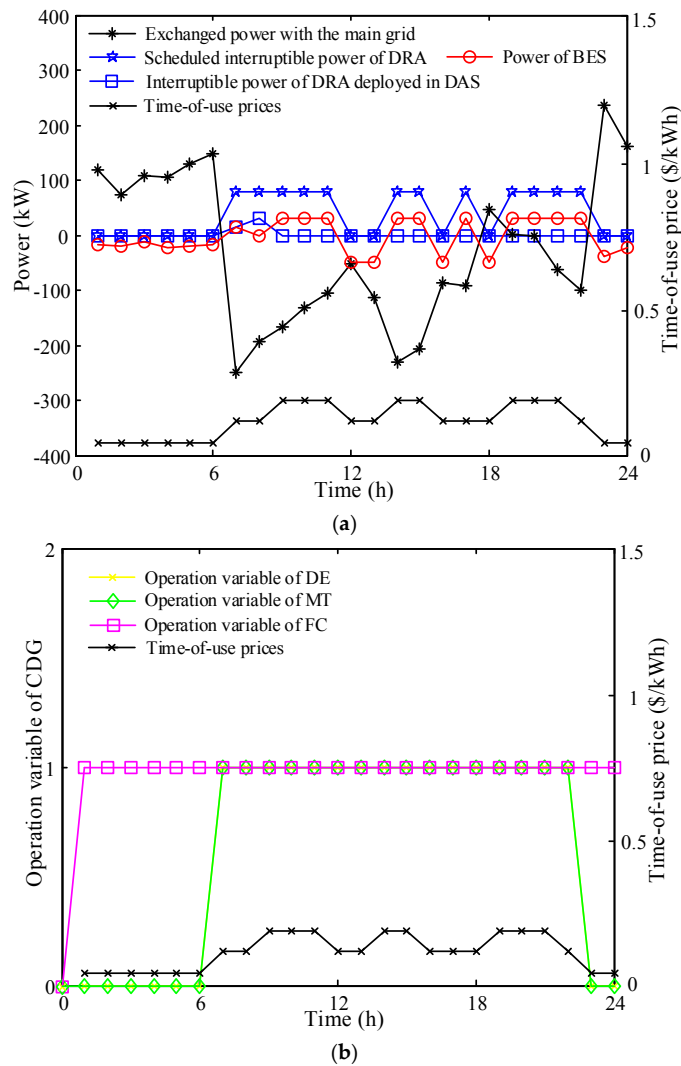 400
300
200
100
0
-100
-200
-300
-400
Power (kW)
Exchanged power with the main grid
Scheduled interruptible power of DRA
Power of BES
Interruptible power of DRA deployed in DAS
Time-of-use prices
1.5
1
0.5
0
Time-of-use price ($/kWh)
0 6 12 18 24
Time (h)
(a)
2
1
0
Operation variable of CDG
Operation variable of DE
Operation variable of MT
Operation variable of FC
Time-of-use prices
1.5
1
0.5
0
Time-of-use price ($/kWh)
0 6 12 18 24
Time (h)
(b)